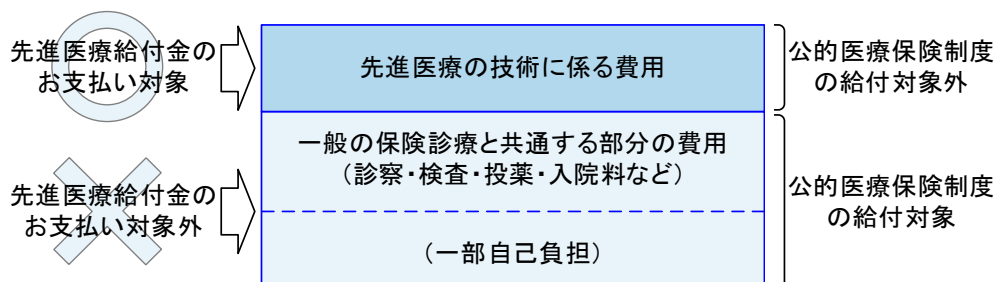 先進医療給付金の
お支払い対象
先進医療の技術に係る費用
公的医療保険制度
の給付対象外
一般の保険診療と共通する部分の費用
（診察・検査・投薬・入院料など）
先進医療給付金の
お支払い対象外
公的医療保険制度
の給付対象
（一部自己負担）